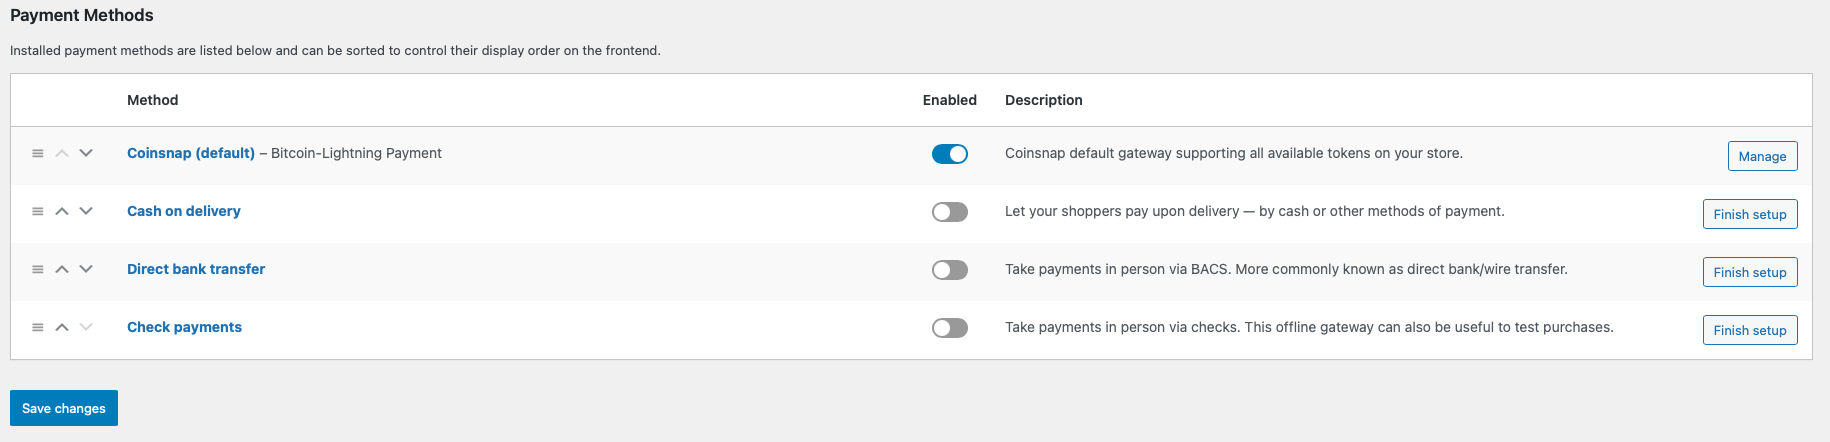 Payment Methods
Installed payment methods are listed below and can be sorted to control their display order on the frontend.
Method Enabled Description
Coinsnap (default) – Bitcoin-Lightning Payment Coinsnap default gateway supporting all available tokens on your store. Manage
Cash on delivery Let your shoppers pay upon delivery — by cash or other methods of payment. Finish setup
Direct bank transfer Take payments in person via BACS. More commonly known as direct bank/wire transfer. Finish setup
Check payments Take payments in person via checks. This offline gateway can also be useful to test purchases. Finish setup
Save changes